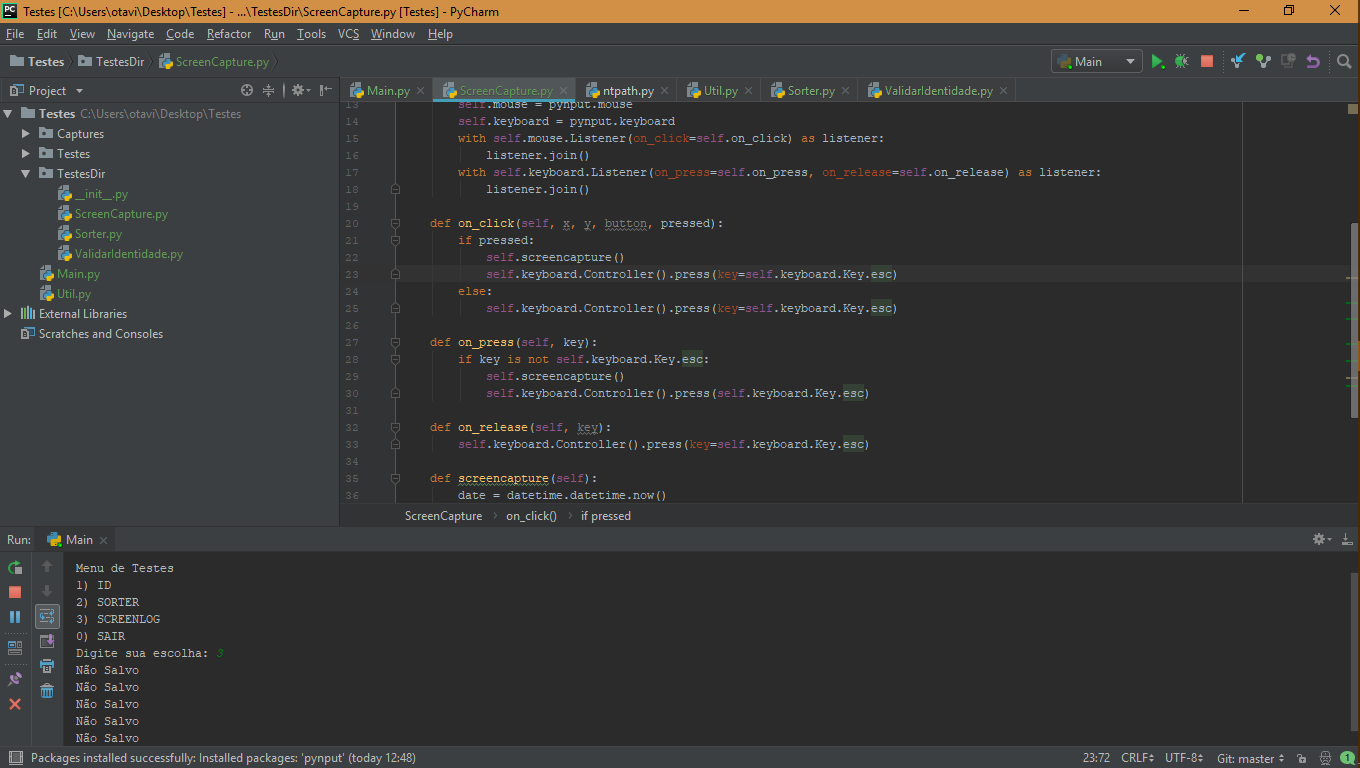 Testes [C:\Users\otavi\Desktop\Testes] - ...\TestesDir\ScreenCapture.py [Testes] - PyCharm
File Edit View Navigate Code Refactor Run Tools VCS Window Help
Testes TestesDir ScreenCapture.py Main
Project Main.py ScreenCapture.py ntpath.py Util.py Sorter.py ValidarIdentidade.py
Testes C:\Users\otavi\Desktop\Testes
Captures
Testes
TestesDir
__init__.py
ScreenCapture.py
Sorter.py
ValidarIdentidade.py
Main.py
Util.py
External Libraries
Scratches and Consoles
13 self.mouse = pynput.mouse
14 self.keyboard = pynput.keyboard
15 with self.mouse.Listener(on_click=self.on_click) as listener:
16 listener.join()
17 with self.keyboard.Listener(on_press=self.on_press, on_release=self.on_release) as listener:
18 listener.join()
19
20 def on_click(self, x, y, button, pressed):
21 if pressed:
22 self.screencapture()
23 self.keyboard.Controller().press(key=self.keyboard.Key.esc)
24 else:
25 self.keyboard.Controller().press(key=self.keyboard.Key.esc)
26
27 def on_press(self, key):
28 if key is not self.keyboard.Key.esc:
29 self.screencapture()
30 self.keyboard.Controller().press(self.keyboard.Key.esc)
31
32 def on_release(self, key):
33 self.keyboard.Controller().press(key=self.keyboard.Key.esc)
34
35 def screencapture(self):
36 date = datetime.datetime.now()
ScreenCapture on_click() if pressed
Run: Main
Menu de Testes
1) ID
2) SORTER
3) SCREENLOG
0) SAIR
Digite sua escolha: 3
Não Salvo
Não Salvo
Não Salvo
Não Salvo
Não Salvo
Packages installed successfully: Installed packages: 'pynput' (today 12:48) 23:72 CRLF UTF-8 Git: master 1